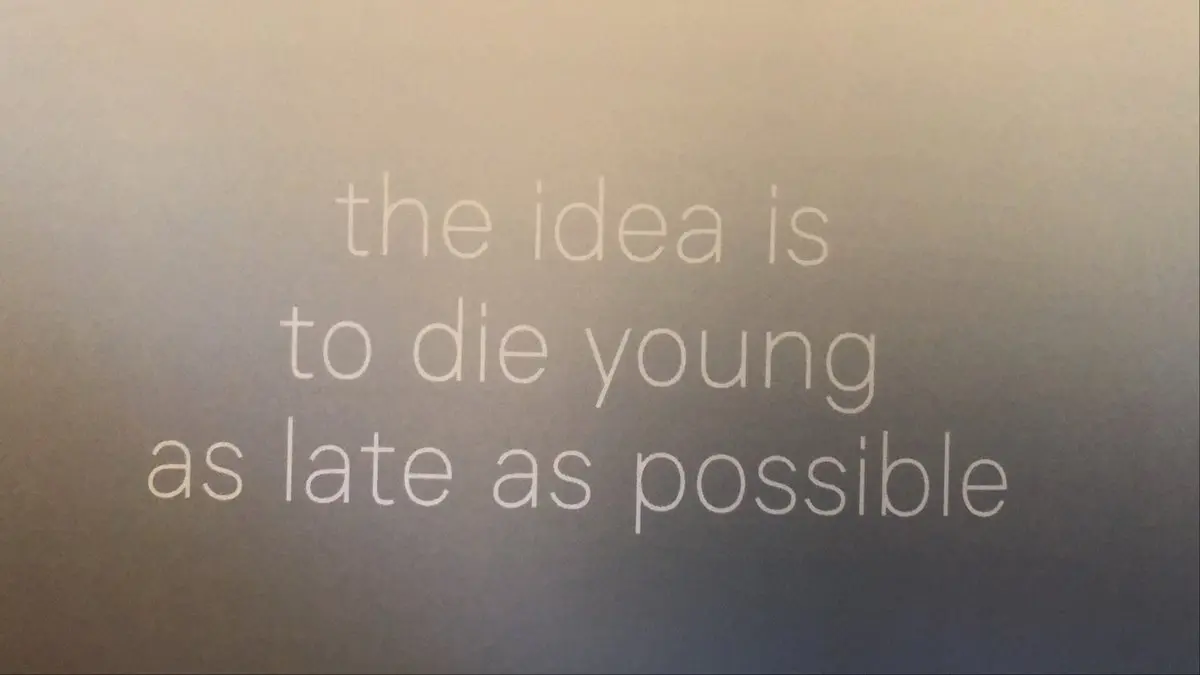 the idea is
to die young
as late as possible